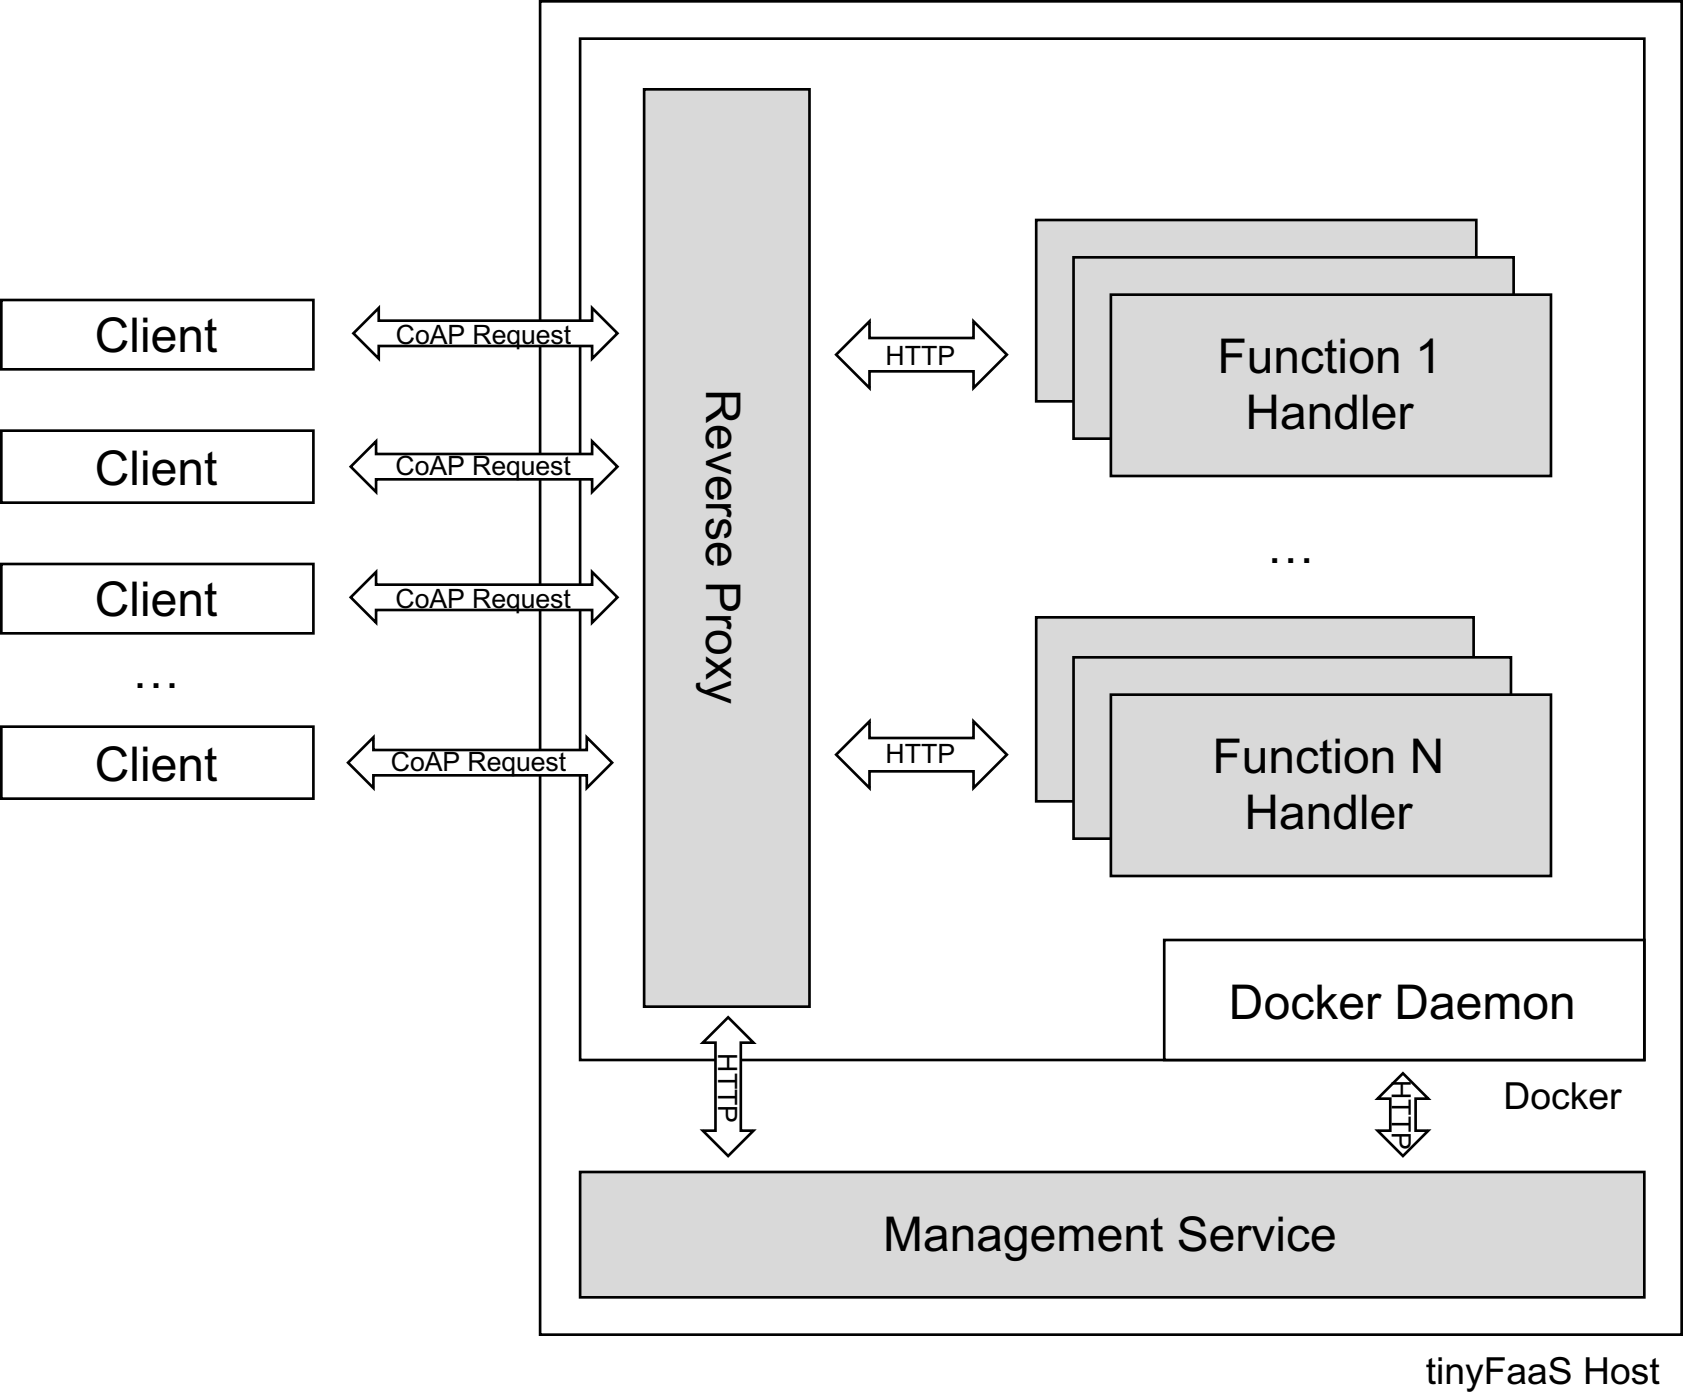 Client
CoAP Request
Client
CoAP Request
Client
CoAP Request
...
Client
CoAP Request
Reverse Proxy
HTTP
Function 1
Handler
...
HTTP
Function N
Handler
Docker Daemon
HTTP
HTTP
Docker
Management Service
tinyFaaS Host